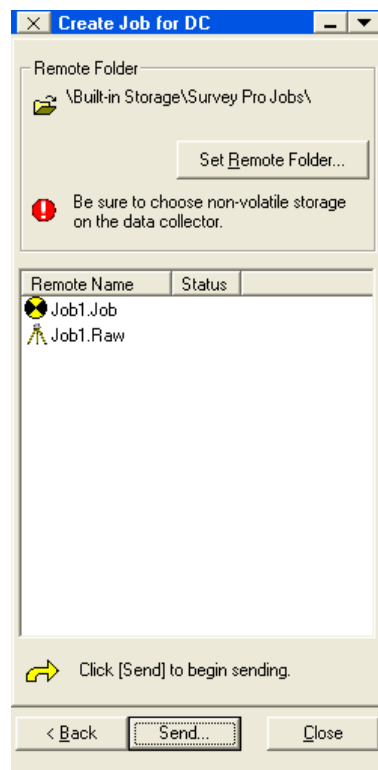 Create Job for DC
Remote Folder
\Built-in Storage\Survey Pro Jobs\
Set Remote Folder...
Be sure to choose non-volatile storage
on the data collector.
Remote Name Status
Job1.Job
Job1.Raw
Click [Send] to begin sending.
< Back Send... Close